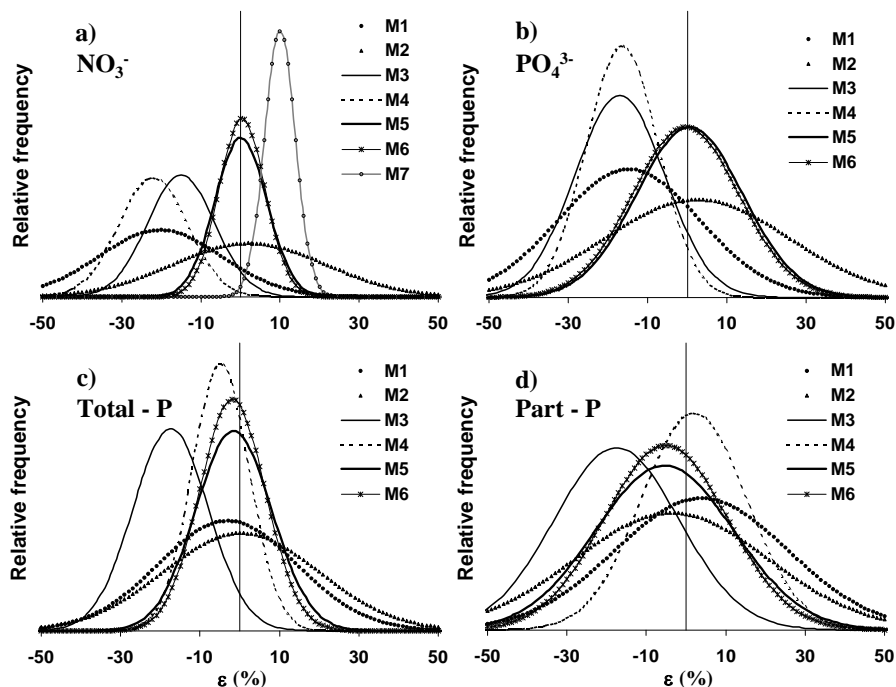 a)
NO₃⁻
Relative frequency
M1
M2
M3
M4
M5
M6
M7
-50 -30 -10 10 30 50
b)
PO₄³⁻
Relative frequency
M1
M2
M3
M4
M5
M6
-50 -30 -10 10 30 50
c)
Total - P
Relative frequency
M1
M2
M3
M4
M5
M6
-50 -30 -10 10 30 50
ε (%)
d)
Part - P
Relative frequency
M1
M2
M3
M4
M5
M6
-50 -30 -10 10 30 50
ε (%)